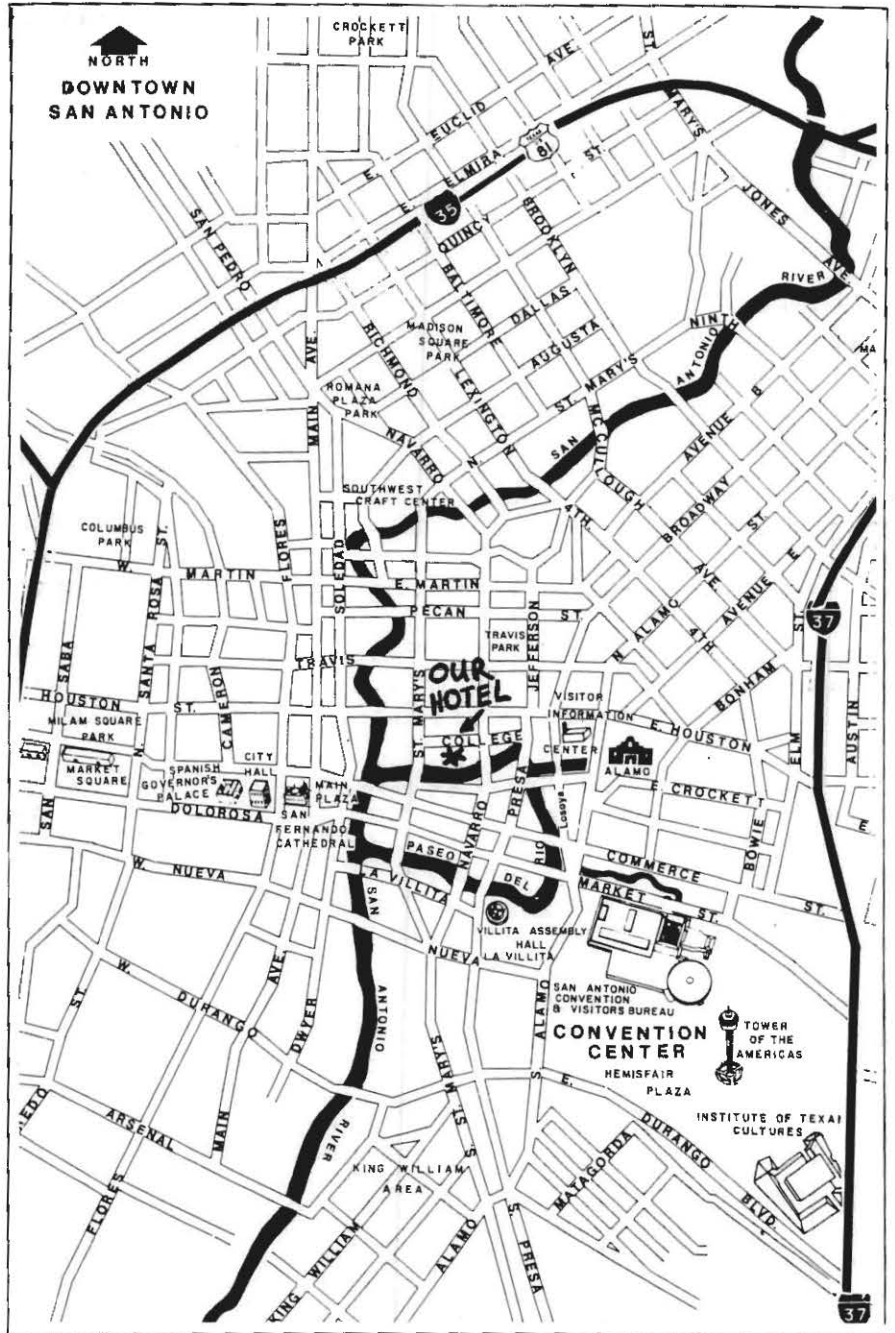 NORTH
DOWNTOWN
SAN ANTONIO
CROCKETT
PARK
AVE.
ST.
MARY'S
EUCLID
E.
TEXAS
81
ELMIRA
E.
ST.
35
JONES
AVE
SAN PEDRO
QUINCY
BROOKLYN
BALTIMORE
RIVER
DALLAS
MADISON
SQUARE
PARK
NINTH
AUGUSTA
ANTONIO
MA
AVE.
RICHMOND
ROMANA
PLAZA
PARK
LEXINGTON
ST. MARY'S
N.
MAIN
McCULLOUGH
SAN
AVENUE B
NAVARRO
BROADWAY
SOUTHWEST
CRAFT CENTER
4TH.
ST
COLUMBUS
PARK
ST.
FLORES
SOLEDAD
AVE.
AVENUE E
W. MARTIN
E. MARTIN
ROSA
PECAN ST.
JEFFERSON
N. ALAMO
4TH
ST.
37
TRAVIS
PARK
TRAVIS
BONHAM
SABA
SANTA
CAMERON
OUR
HOTEL
ST. MARY'S
VISITOR
INFORMATION
CENTER
HOUSTON ST.
E. HOUSTON
ELM
AUSTIN
MILAM SQUARE
PARK
COLLEGE
N.
CITY
HALL
MARKET
SQUARE
SPANISH
GOVERNOR'S
PALACE
MAIN
PLAZA
ALAMO
PRESA
E. CROCKETT
SAN
DOLOROSA
SAN
FERNANDO
CATHEDRAL
NAVARRO
Losoya
BOWIE
E
PASEO DEL RIO
COMMERCE
W. NUEVA
LA VILLITA
MARKET ST.
ST.
SAN
VILLITA ASSEMBLY
HALL
LA VILLITA
NUEVA
AVE.
ST.
W. DURANGO
DWYER
ANTONIO
SAN ANTONIO
CONVENTION
& VISITORS BUREAU
ALAMO
S.
CONVENTION
CENTER
TOWER
OF THE
AMERICAS
HEMISFAIR
PLAZA
ST. MARY'S
S.
E. DURANGO BLVD.
INSTITUTE OF TEXAN
CULTURES
ARSENAL
MAIN
RIVER
MATAGORDA
KING WILLIAM
AREA
FLORES
KING WILLIAM
ALAMO
S. PRESA
37